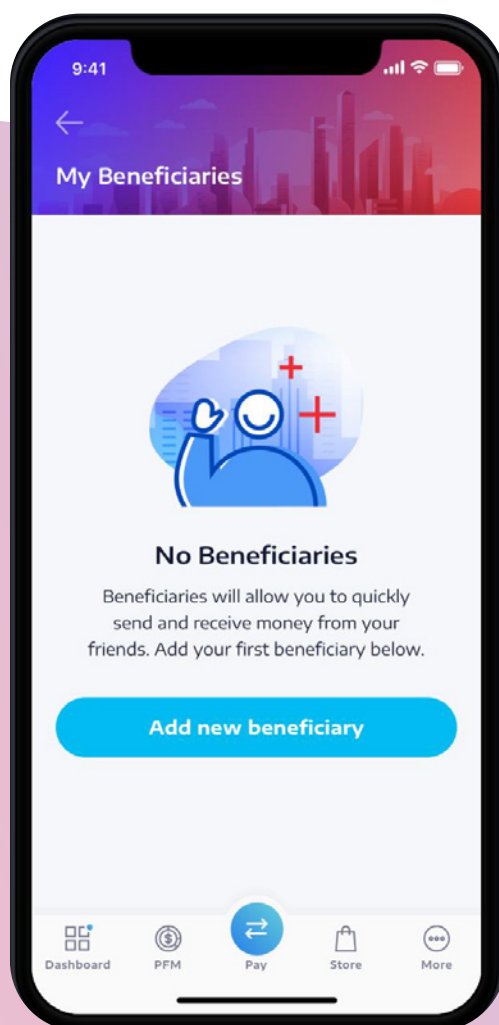 9:41
My Beneficiaries
No Beneficiaries
Beneficiaries will allow you to quickly
send and receive money from your
friends. Add your first beneficiary below.
Add new beneficiary
Dashboard
PFM
Pay
Store
More